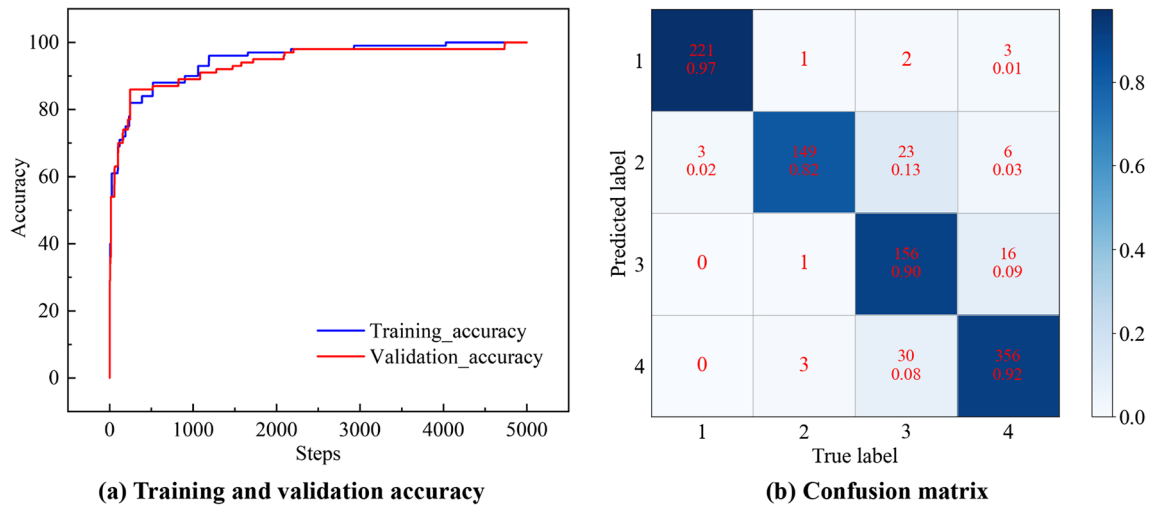 100
80
60
40
20
0
Accuracy
Training_accuracy
Validation_accuracy
0 1000 2000 3000 4000 5000
Steps
(a) Training and validation accuracy
1
2
3
4
Predicted label
221 1 2 3
0.97 0.01
3 149 23 6
0.02 0.82 0.13 0.03
0 1 156 16
0.90 0.09
0 3 30 356
0.08 0.92
1 2 3 4
True label
0.8
0.6
0.4
0.2
0.0
(b) Confusion matrix